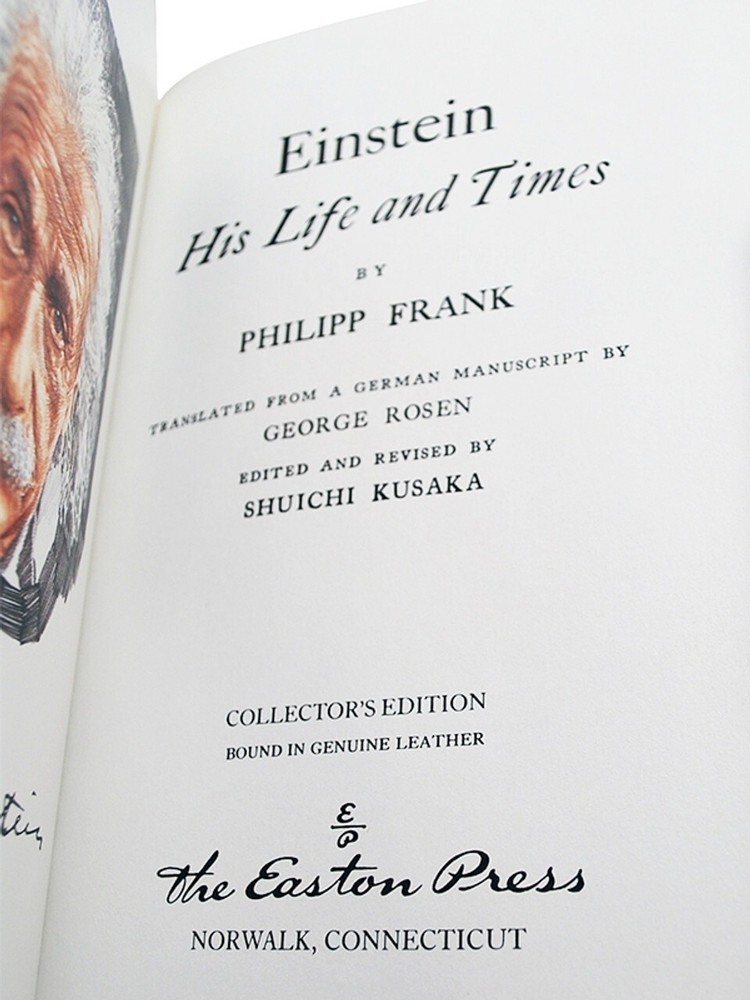 Einstein
His Life and Times
BY
PHILIPP FRANK
TRANSLATED FROM A GERMAN MANUSCRIPT BY
GEORGE ROSEN
EDITED AND REVISED BY
SHUICHI KUSAKA
COLLECTOR'S EDITION
BOUND IN GENUINE LEATHER
E
P
The Easton Press
NORWALK, CONNECTICUT